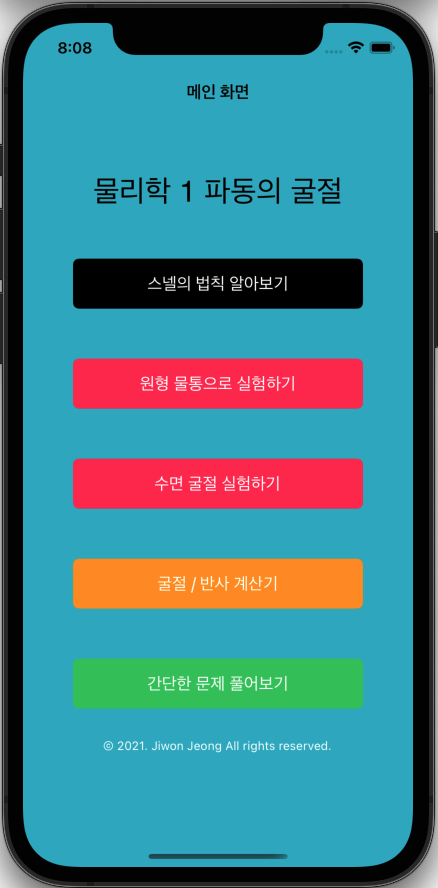 8:08
메인 화면
물리학 1 파동의 굴절
스넬의 법칙 알아보기
원형 물통으로 실험하기
수면 굴절 실험하기
굴절 / 반사 계산기
간단한 문제 풀어보기
© 2021. Jiwon Jeong All rights reserved.